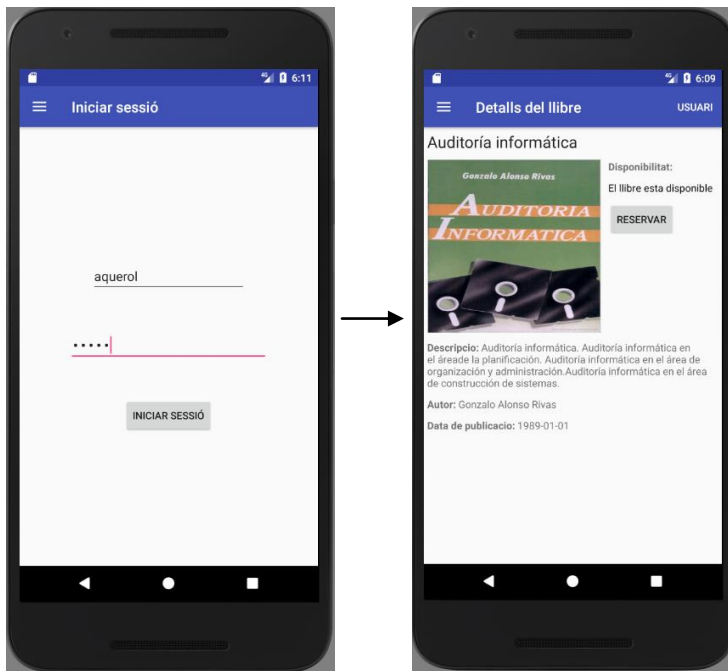 4G 6:11
Iniciar sessió
aquerol
•••••
INICIAR SESSIÓ
4G 6:09
Detalls del llibre USUARI
Auditoría informática
Gonzalo Alonso Rivas
AUDITORIA
INFORMATICA
Disponibilitat:
El llibre esta disponible
RESERVAR
Descripcio: Auditoría informática. Auditoría informática en
el áreade la planificación. Auditoría informática en el área de
organización y administración.Auditoría informática en el área
de construcción de sistemas.
Autor: Gonzalo Alonso Rivas
Data de publicacio: 1989-01-01